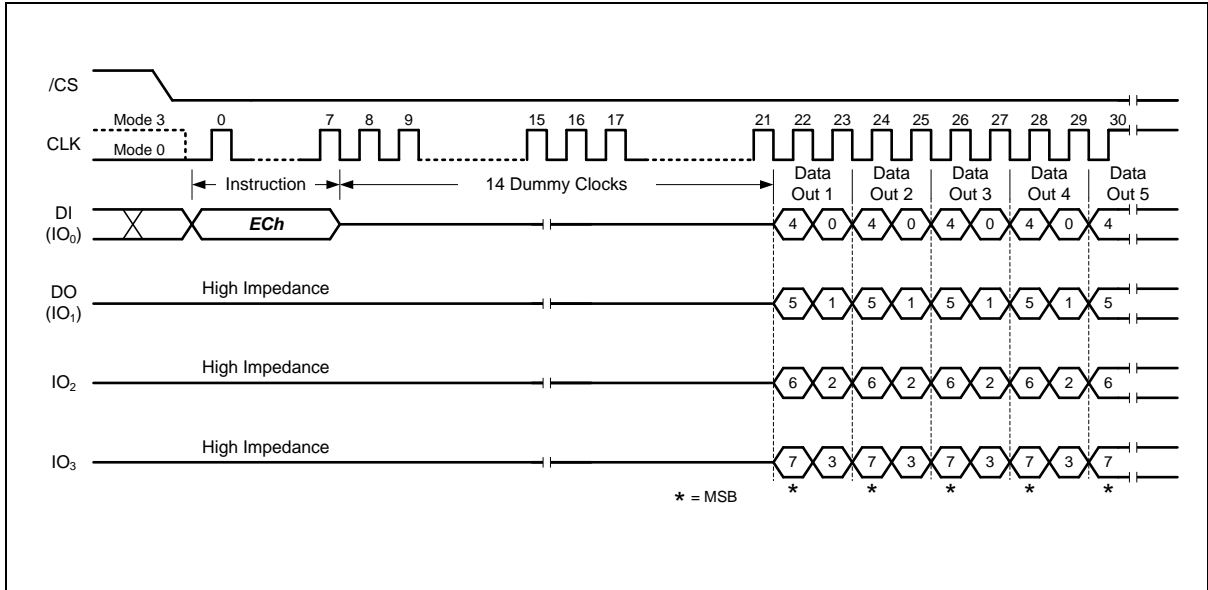 /CS
Mode 3
CLK
Mode 0
0 7 8 9 15 16 17 21 22 23 24 25 26 27 28 29 30
Instruction
14 Dummy Clocks
Data Out 1
Data Out 2
Data Out 3
Data Out 4
Data Out 5
DI
(IO₀)
ECh
4 0 4 0 4 0 4 0 4
DO
(IO₁)
High Impedance
5 1 5 1 5 1 5 1 5
IO₂
High Impedance
6 2 6 2 6 2 6 2 6
IO₃
High Impedance
7 3 7 3 7 3 7 3 7
* * * * *
* = MSB